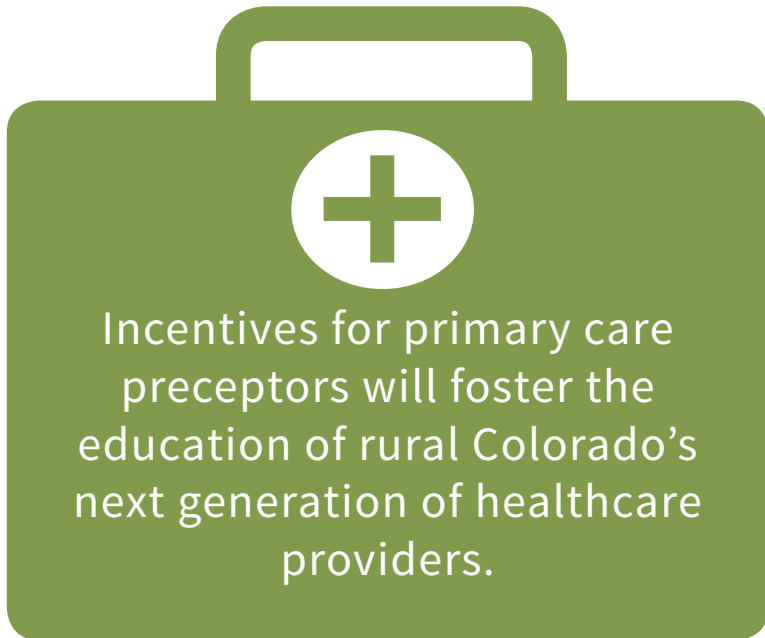 Incentives for primary care
preceptors will foster the
education of rural Colorado’s
next generation of healthcare
providers.